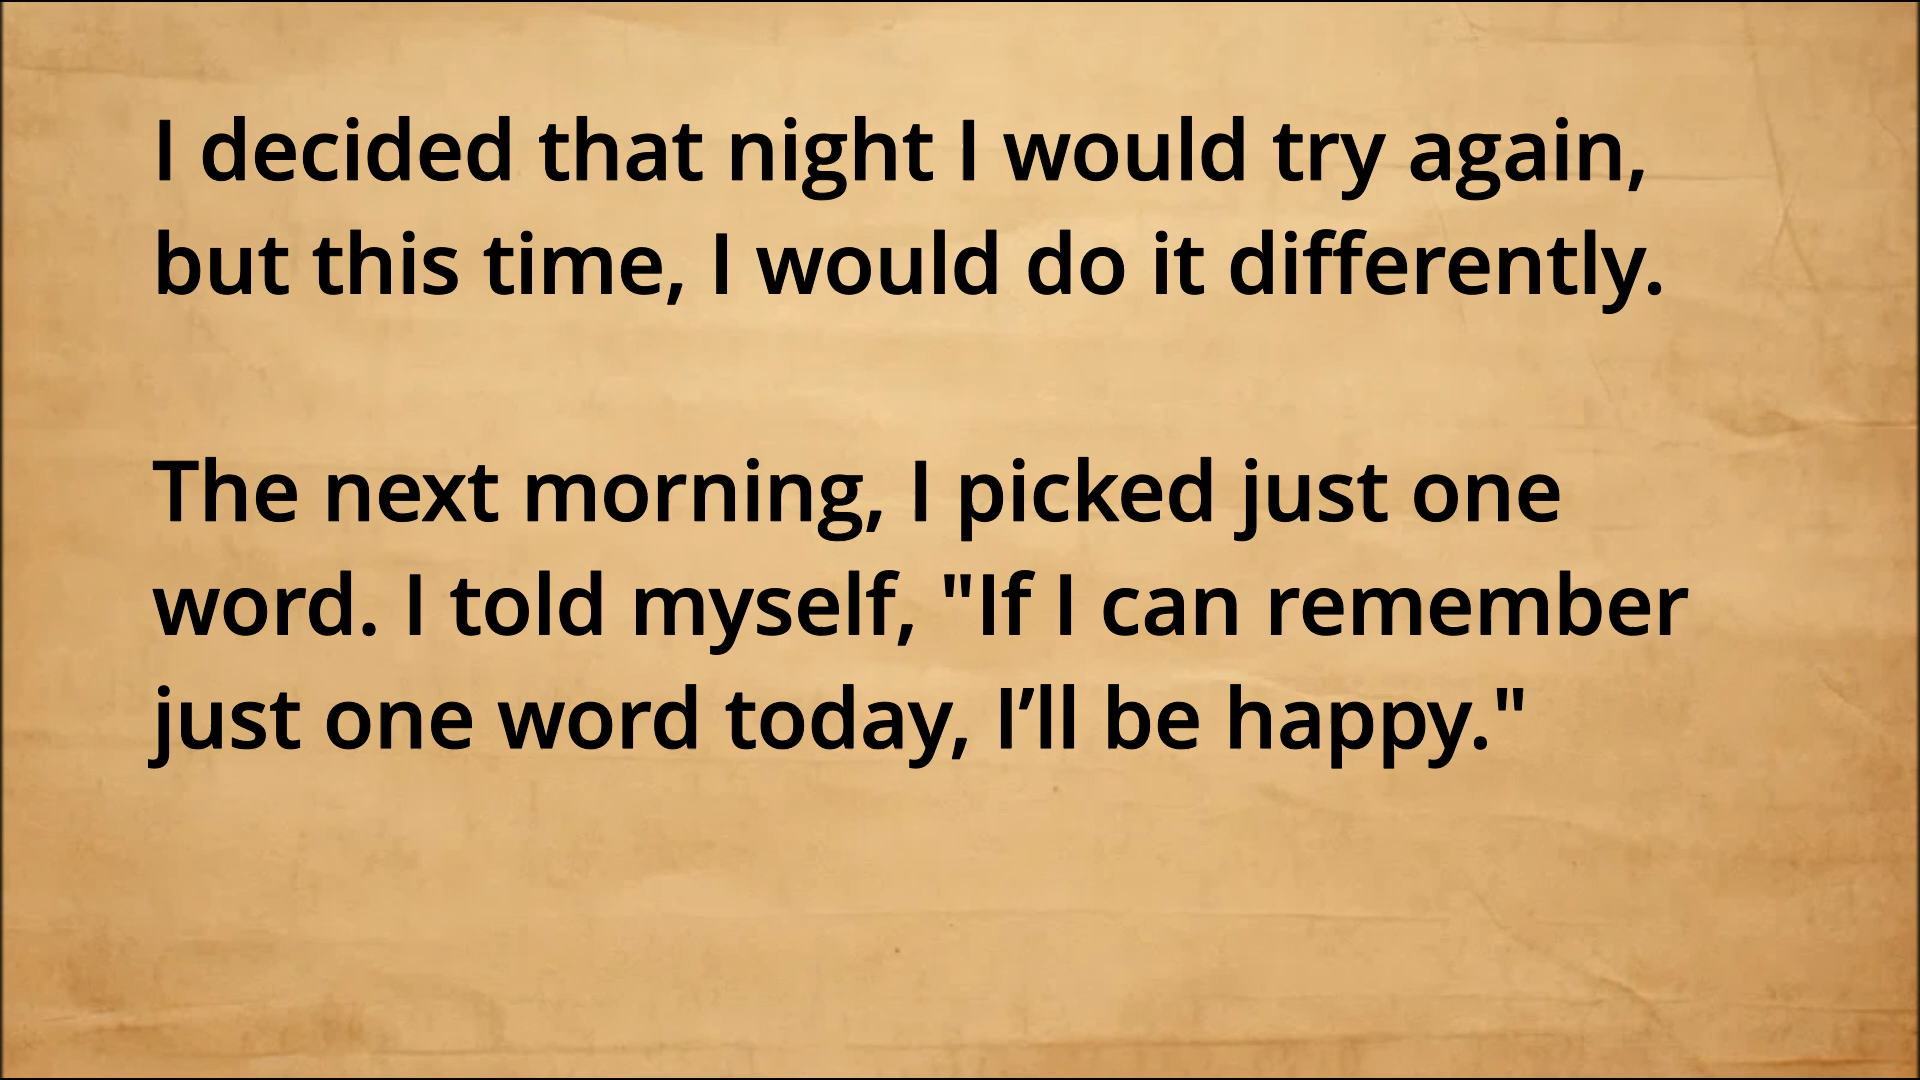 I decided that night I would try again,
but this time, I would do it differently.
The next morning, I picked just one
word. I told myself, "If I can remember
just one word today, I’ll be happy."